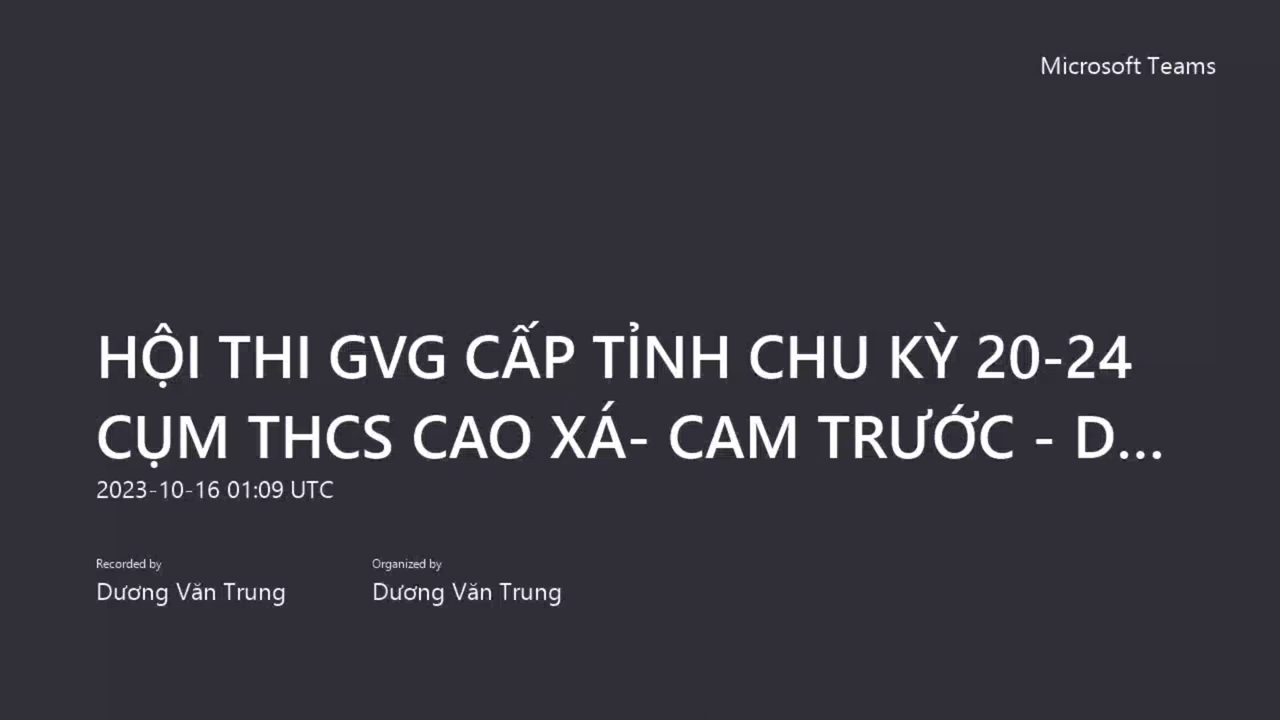 Microsoft Teams
HỘI THI GVG CẤP TỈNH CHU KỲ 20-24
CỤM THCS CAO XÁ- CAM TRƯỚC - D...
2023-10-16 01:09 UTC
Recorded by
Organized by
Dương Văn Trung
Dương Văn Trung